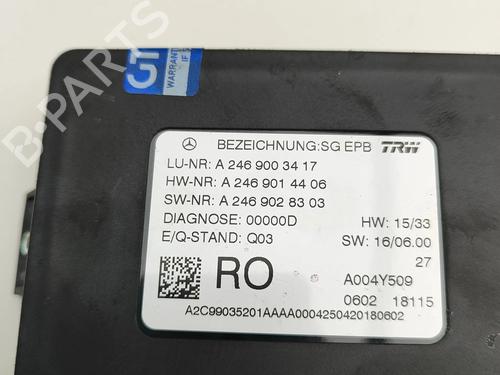 GT
WARRANT
IF
B-PARTS
BEZEICHNUNG:SG EPB TRW
LU-NR: A 246 900 34 17
HW-NR: A 246 901 44 06
SW-NR: A 246 902 83 03
DIAGNOSE: 00000D HW: 15/33
E/Q-STAND: Q03 SW: 16/06.00
27
RO A004Y509
0602 18115
A2C99035201AAAA0004250420180602